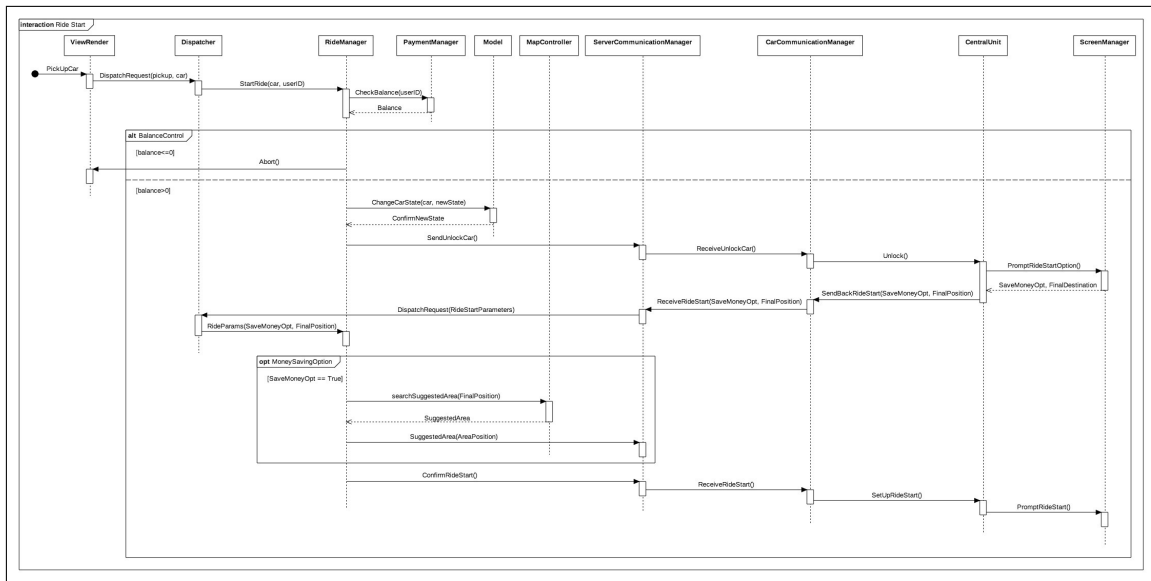 interaction Ride Start
ViewRender
Dispatcher
RideManager
PaymentManager
Model
MapController
ServerCommunicationManager
CarCommunicationManager
CentralUnit
ScreenManager
PickUpCar
DispatchRequest(pickup, car)
StartRide(car, userID)
CheckBalance(userID)
Balance
alt BalanceControl
[balance<=0]
Abort()
[balance>0]
ChangeCarState(car, newState)
ConfirmNewState
SendUnlockCar()
ReceiveUnlockCar()
Unlock()
PromptRideStartOption()
SaveMoneyOpt, FinalDestination
SendBackRideStart(SaveMoneyOpt, FinalPosition)
ReceiveRideStart(SaveMoneyOpt, FinalPosition)
DispatchRequest(RideStartParameters)
RideParams(SaveMoneyOpt, FinalPosition)
opt MoneySavingOption
[SaveMoneyOpt == True]
searchSuggestedArea(FinalPosition)
SuggestedArea
SuggestedArea(AreaPosition)
ConfirmRideStart()
ReceiveRideStart()
SetUpRideStart()
PromptRideStart()